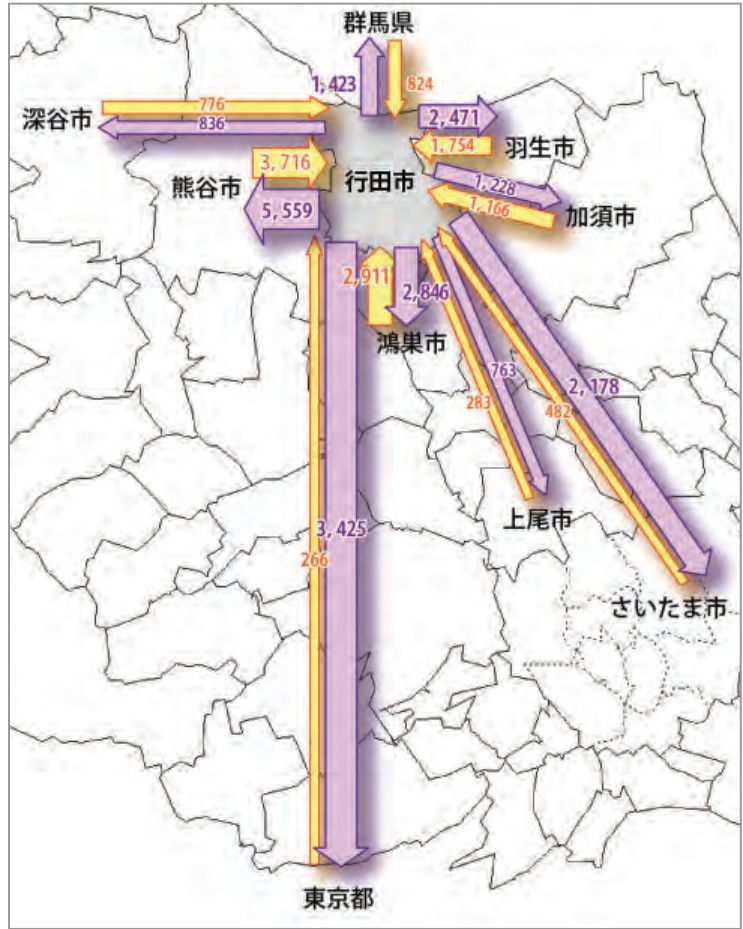 群馬県
1,423
824
776
深谷市
836
2,471
1,754
羽生市
3,716
熊谷市
行田市
1,228
5,559
1,166
加須市
2,911
2,846
鴻巣市
763
2,178
283
482
上尾市
3,425
266
さいたま市
東京都